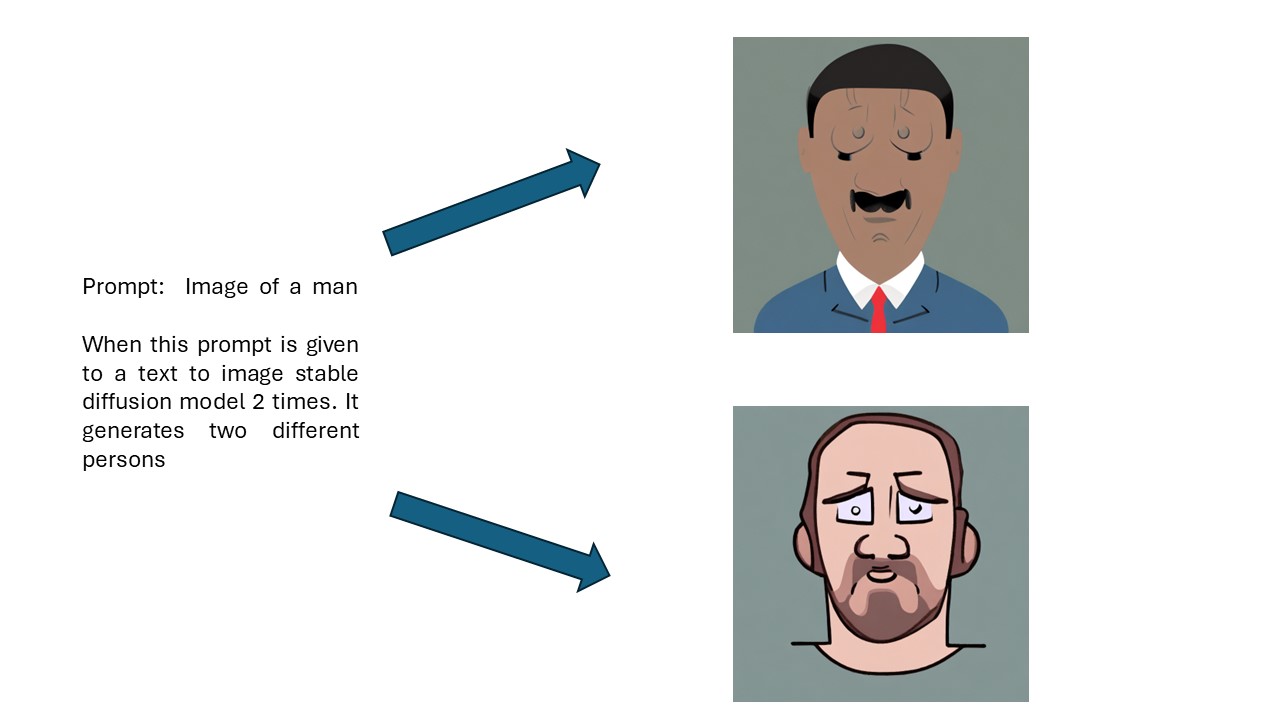 Prompt: Image of a man
When this prompt is given
to a text to image stable
diffusion model 2 times. It
generates two different
persons